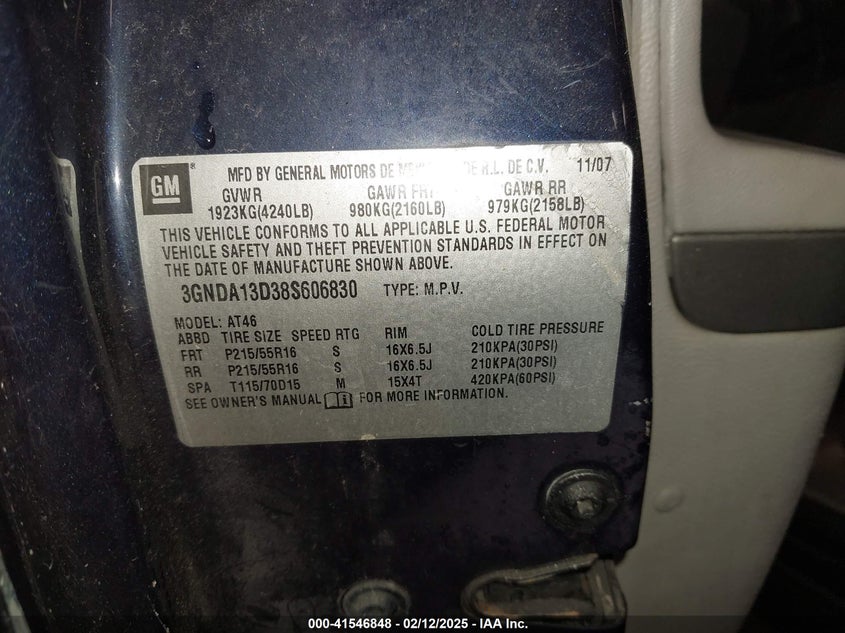 GM
MFD BY GENERAL MOTORS DE DE R.L. DE C.V. 11/07
GVWR GAWR FRT GAWR RR
1923KG(4240LB) 980KG(2160LB) 979KG(2158LB)
THIS VEHICLE CONFORMS TO ALL APPLICABLE U.S. FEDERAL MOTOR
VEHICLE SAFETY AND THEFT PREVENTION STANDARDS IN EFFECT ON
THE DATE OF MANUFACTURE SHOWN ABOVE.
3GNDA13D38S606830 TYPE: M.P.V.
MODEL: AT46
ABBD TIRE SIZE SPEED RTG RIM COLD TIRE PRESSURE
FRT P215/55R16 S 16X6.5J 210KPA(30PSI)
RR P215/55R16 S 16X6.5J 210KPA(30PSI)
SPA T115/70D15 M 15X4T 420KPA(60PSI)
SEE OWNER'S MANUAL FOR MORE INFORMATION.
000-41546848 - 02/12/2025 - IAA Inc.